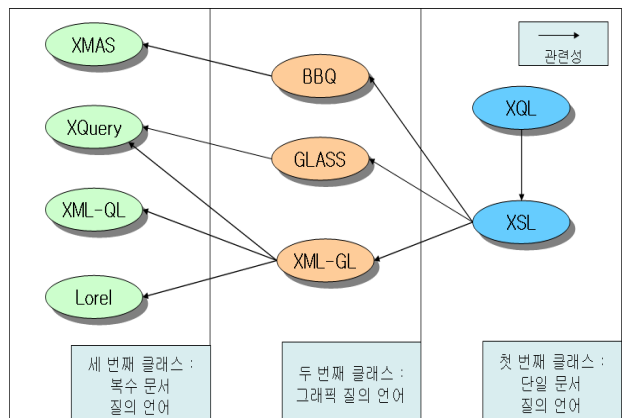 XMAS
BBQ
관련성
XQuery
XQL
GLASS
XML-QL
XSL
XML-GL
Lorel
세 번째 클래스 :
복수 문서
질의 언어
두 번째 클래스 :
그래픽 질의 언어
첫 번째 클래스 :
단일 문서
질의 언어